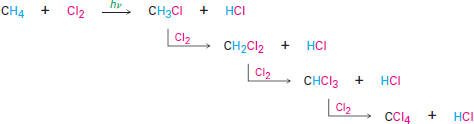 CH₄ + Cl₂ hν CH₃Cl + HCl
Cl₂ CH₂Cl₂ + HCl
Cl₂ CHCl₃ + HCl
Cl₂ CCl₄ + HCl